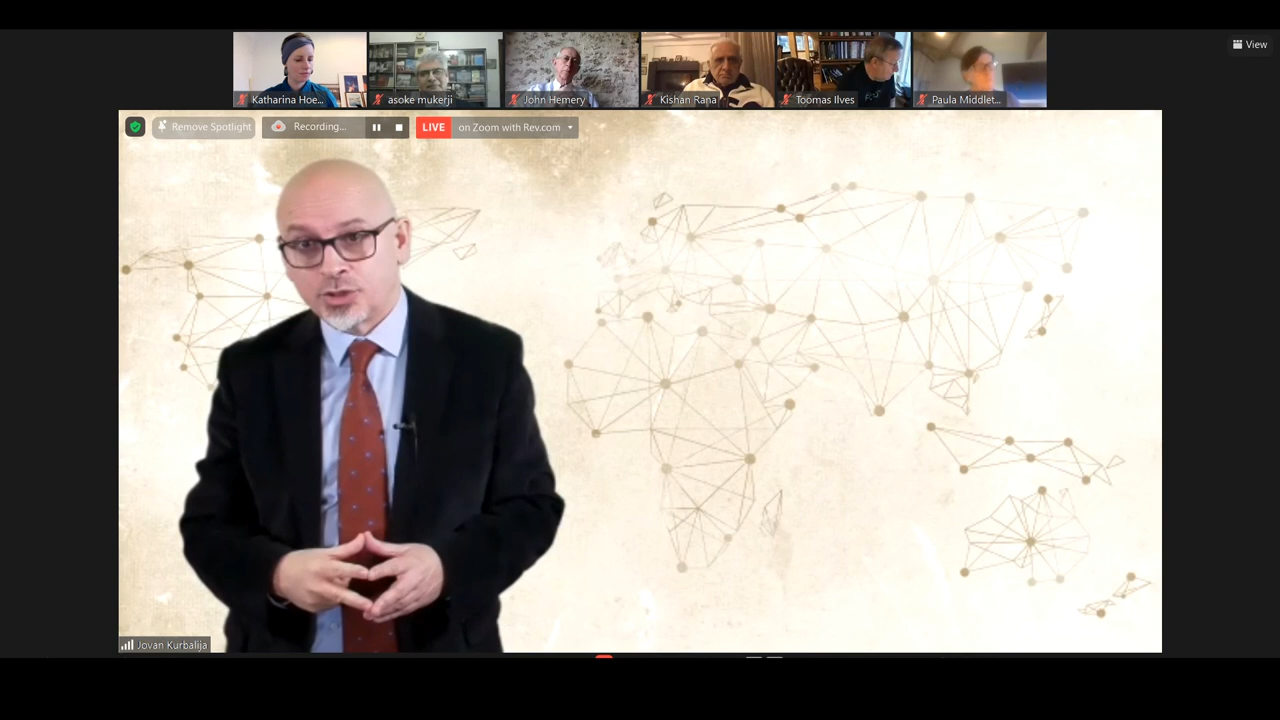 View
Katharina Hoe...
asoke mukerji
John Hemery
Kishan Rana
Toomas Ilves
Paula Middlet...
Remove Spotlight
Recording...
LIVE on Zoom with Rev.com
Jovan Kurbalija